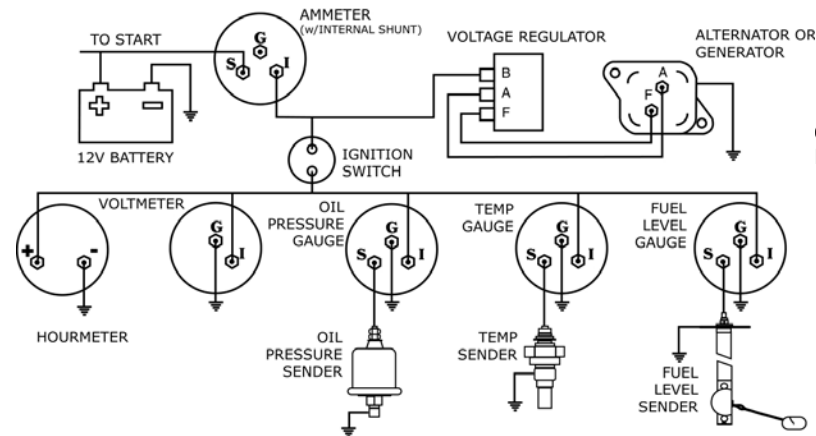 AMMETER
(w/INTERNAL SHUNT)
TO START
G
S
I
+
-
12V BATTERY
VOLTAGE REGULATOR
B
A
F
ALTERNATOR OR
GENERATOR
A
F
IGNITION
SWITCH
VOLTMETER
OIL
PRESSURE
GAUGE
TEMP
GAUGE
FUEL
LEVEL
GAUGE
+
-
G
I
G
S
I
G
S
I
G
S
I
HOURMETER
OIL
PRESSURE
SENDER
TEMP
SENDER
FUEL
LEVEL
SENDER